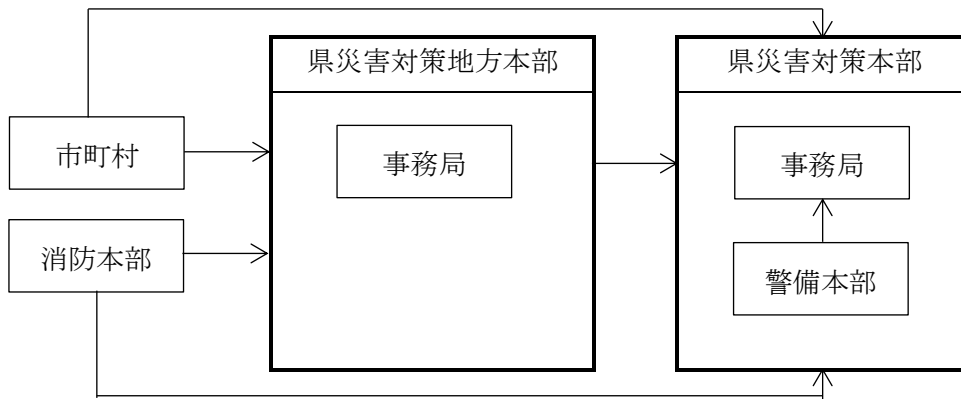 県災害対策地方本部
県災害対策本部
市町村
事務局
事務局
消防本部
警備本部